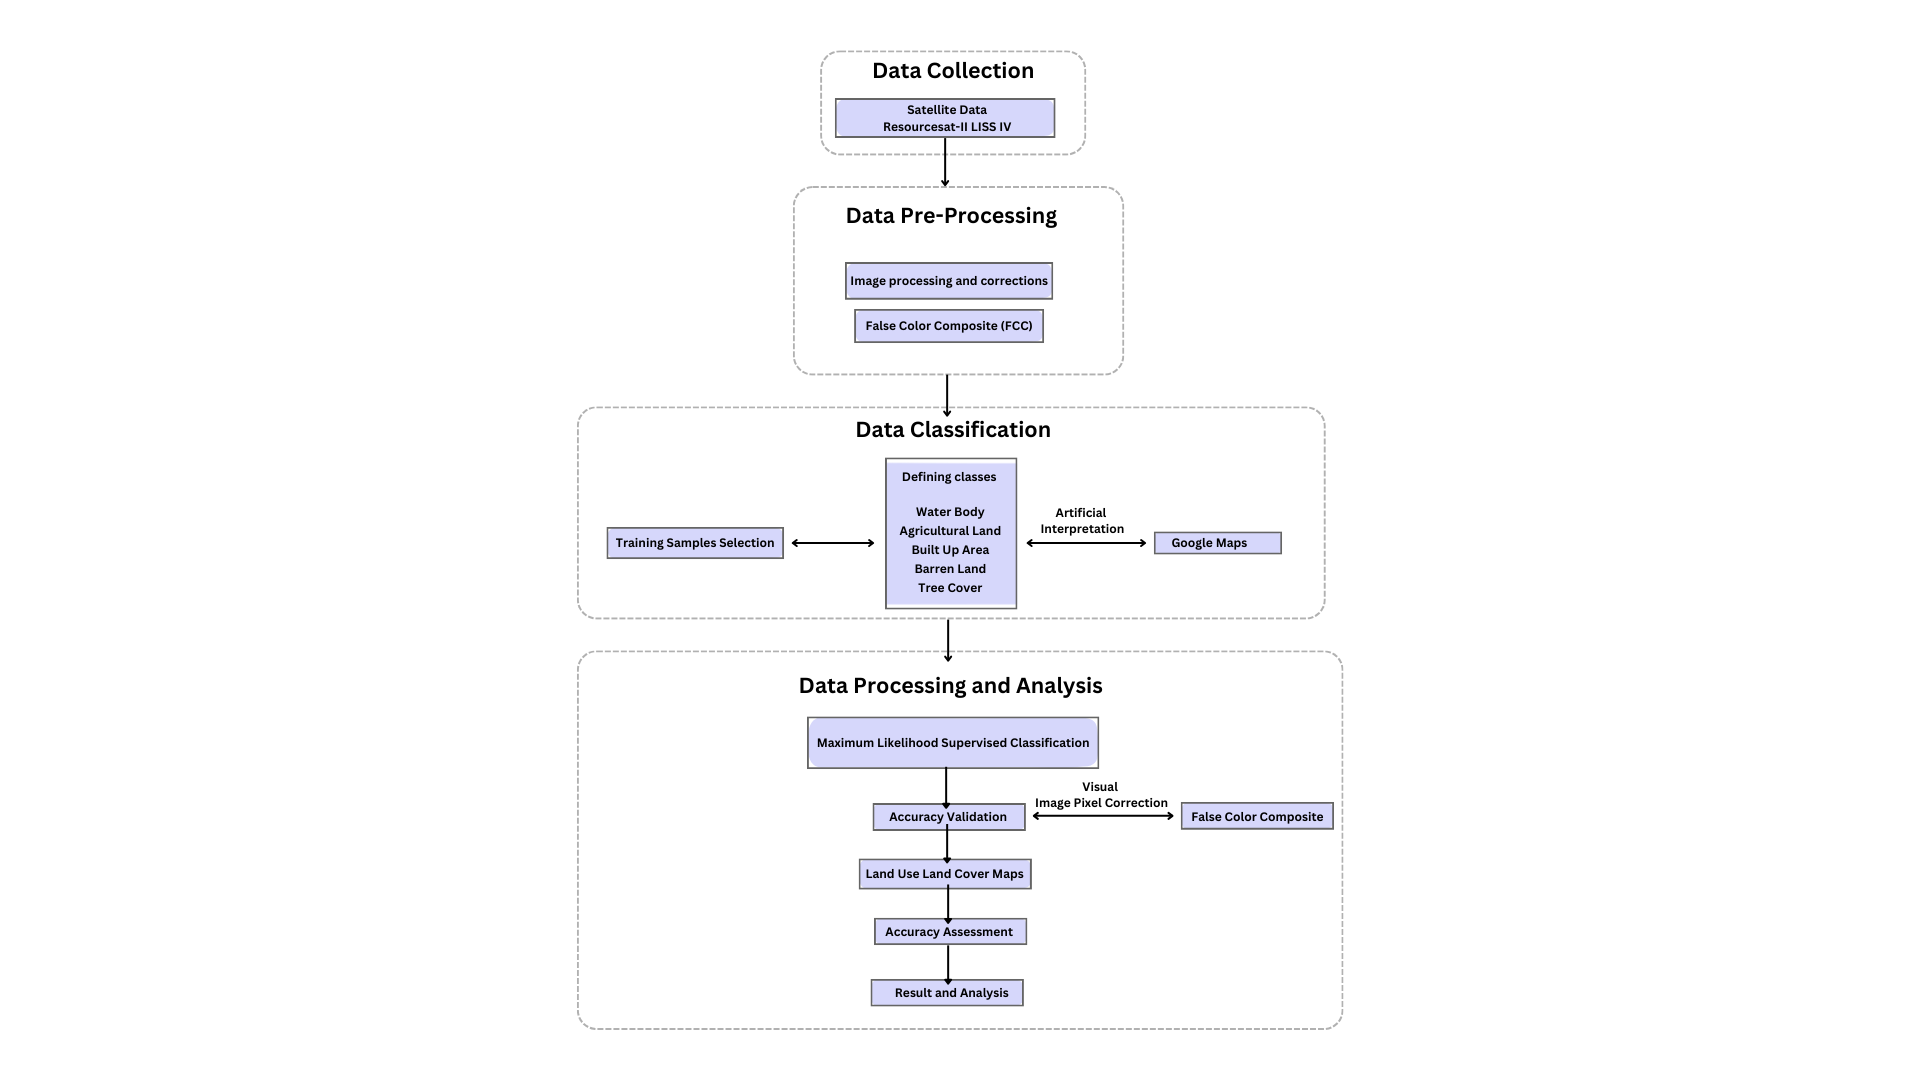 Data Collection
Satellite Data
Resourcesat-II LISS IV
Data Pre-Processing
Image processing and corrections
False Color Composite (FCC)
Data Classification
Defining classes
Water Body
Agricultural Land
Built Up Area
Barren Land
Tree Cover
Training Samples Selection
Artificial
Interpretation
Google Maps
Data Processing and Analysis
Maximum Likelihood Supervised Classification
Visual
Image Pixel Correction
Accuracy Validation
False Color Composite
Land Use Land Cover Maps
Accuracy Assessment
Result and Analysis